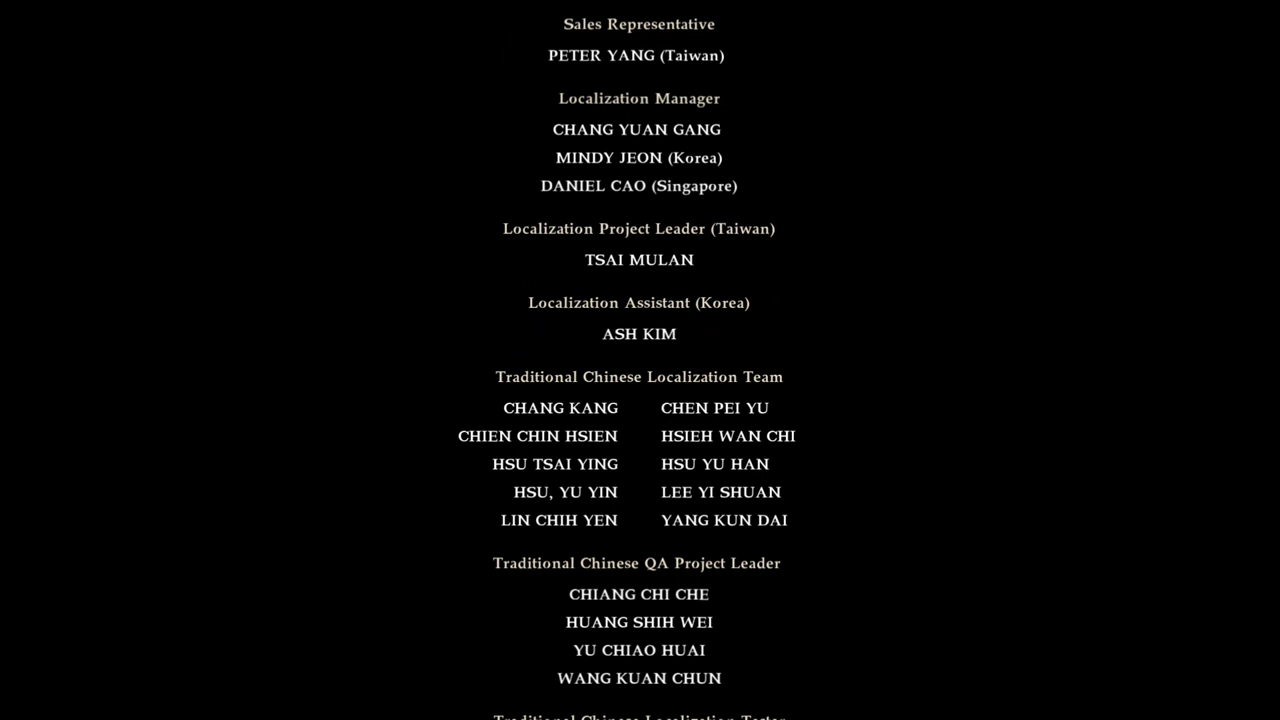 Sales Representative
PETER YANG (Taiwan)
Localization Manager
CHANG YUAN GANG
MINDY JEON (Korea)
DANIEL CAO (Singapore)
Localization Project Leader (Taiwan)
TSAI MULAN
Localization Assistant (Korea)
ASH KIM
Traditional Chinese Localization Team
CHANG KANG CHEN PEI YU
CHIEN CHIN HSIEN HSIEH WAN CHI
HSU TSAI YING HSU YU HAN
HSU, YU YIN LEE YI SHUAN
LIN CHIH YEN YANG KUN DAI
Traditional Chinese QA Project Leader
CHIANG CHI CHE
HUANG SHIH WEI
YU CHIAO HUAI
WANG KUAN CHUN
Traditional Chinese Localization Tester